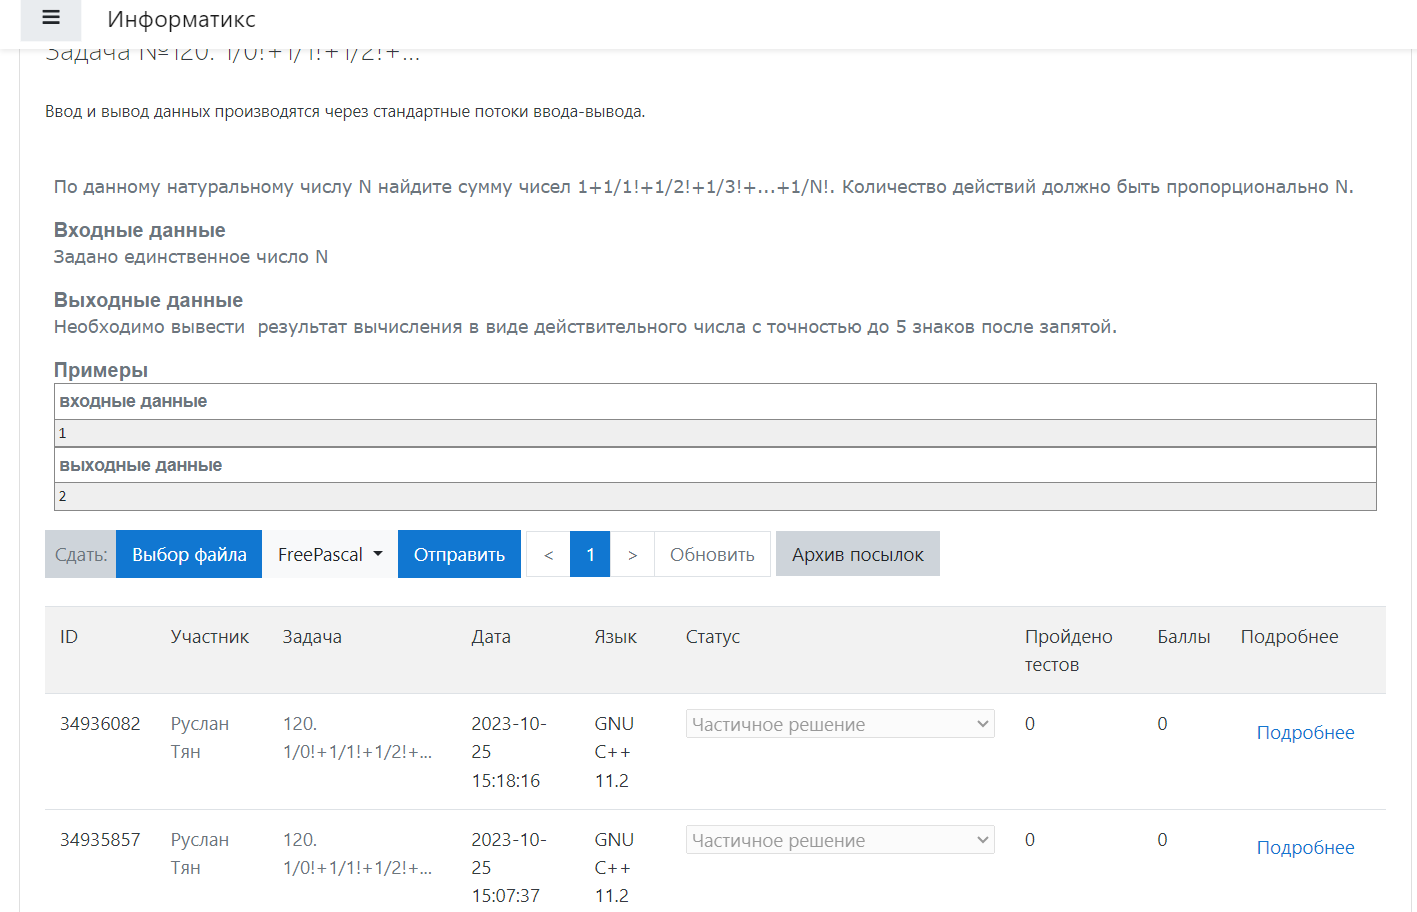 Информатикс
Задача №120. 1/0!+1/1!+1/2!+...
Ввод и вывод данных производятся через стандартные потоки ввода-вывода.
По данному натуральному числу N найдите сумму чисел 1+1/1!+1/2!+1/3!+...+1/N!. Количество действий должно быть пропорционально N.
Входные данные
Задано единственное число N
Выходные данные
Необходимо вывести  результат вычисления в виде действительного числа с точностью до 5 знаков после запятой.
Примеры
входные данные
1
выходные данные
2
Сдать: Выбор файла FreePascal Отправить < 1 > Обновить Архив посылок
ID Участник Задача Дата Язык Статус Пройдено Баллы Подробнее
тестов
34936082 Руслан 120. 2023-10- GNU Частичное решение 0 0 Подробнее
Тян 1/0!+1/1!+1/2!+... 25 C++
15:18:16 11.2
34935857 Руслан 120. 2023-10- GNU Частичное решение 0 0 Подробнее
Тян 1/0!+1/1!+1/2!+... 25 C++
15:07:37 11.2